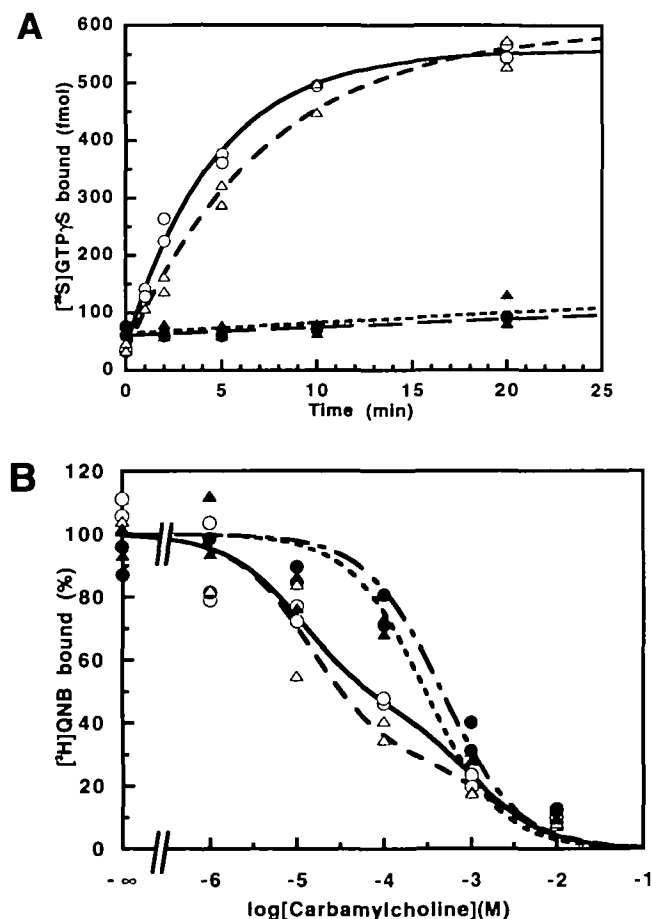 A
[³⁵S]GTPγS bound (fmol)
600
500
400
300
200
100
0
0 5 10 15 20 25
Time (min)
B
[³H]QNB bound (%)
120
100
80
60
40
20
0
- ∞ -6 -5 -4 -3 -2 -1
log[Carbamylcholine](M)